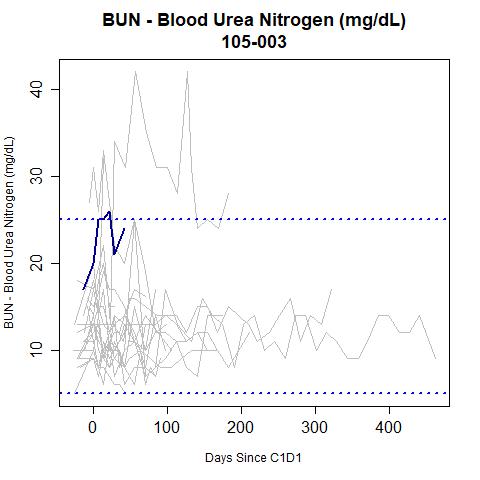 BUN - Blood Urea Nitrogen (mg/dL)
105-003
BUN - Blood Urea Nitrogen (mg/dL)
40
30
20
10
0 100 200 300 400
Days Since C1D1